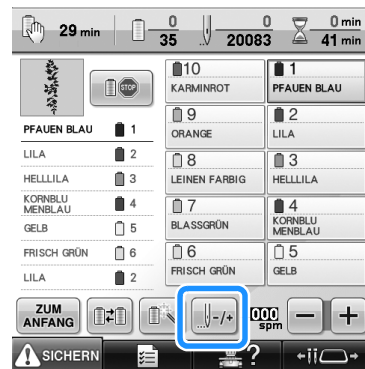 29 min
0
35
0
20083
0 min
41 min
10
KARMINROT
1
PFAUEN BLAU
9
ORANGE
2
LILA
8
LEINEN FARBIG
3
HELLLILA
7
BLASSGRÜN
4
KORNBLU
MENBLAU
6
FRISCH GRÜN
5
GELB
PFAUEN BLAU 1
LILA 2
HELLLILA 3
KORNBLU
MENBLAU 4
GELB 5
FRISCH GRÜN 6
LILA 2
STOP
ZUM
ANFANG
-/+
spm
− +
SICHERN
?